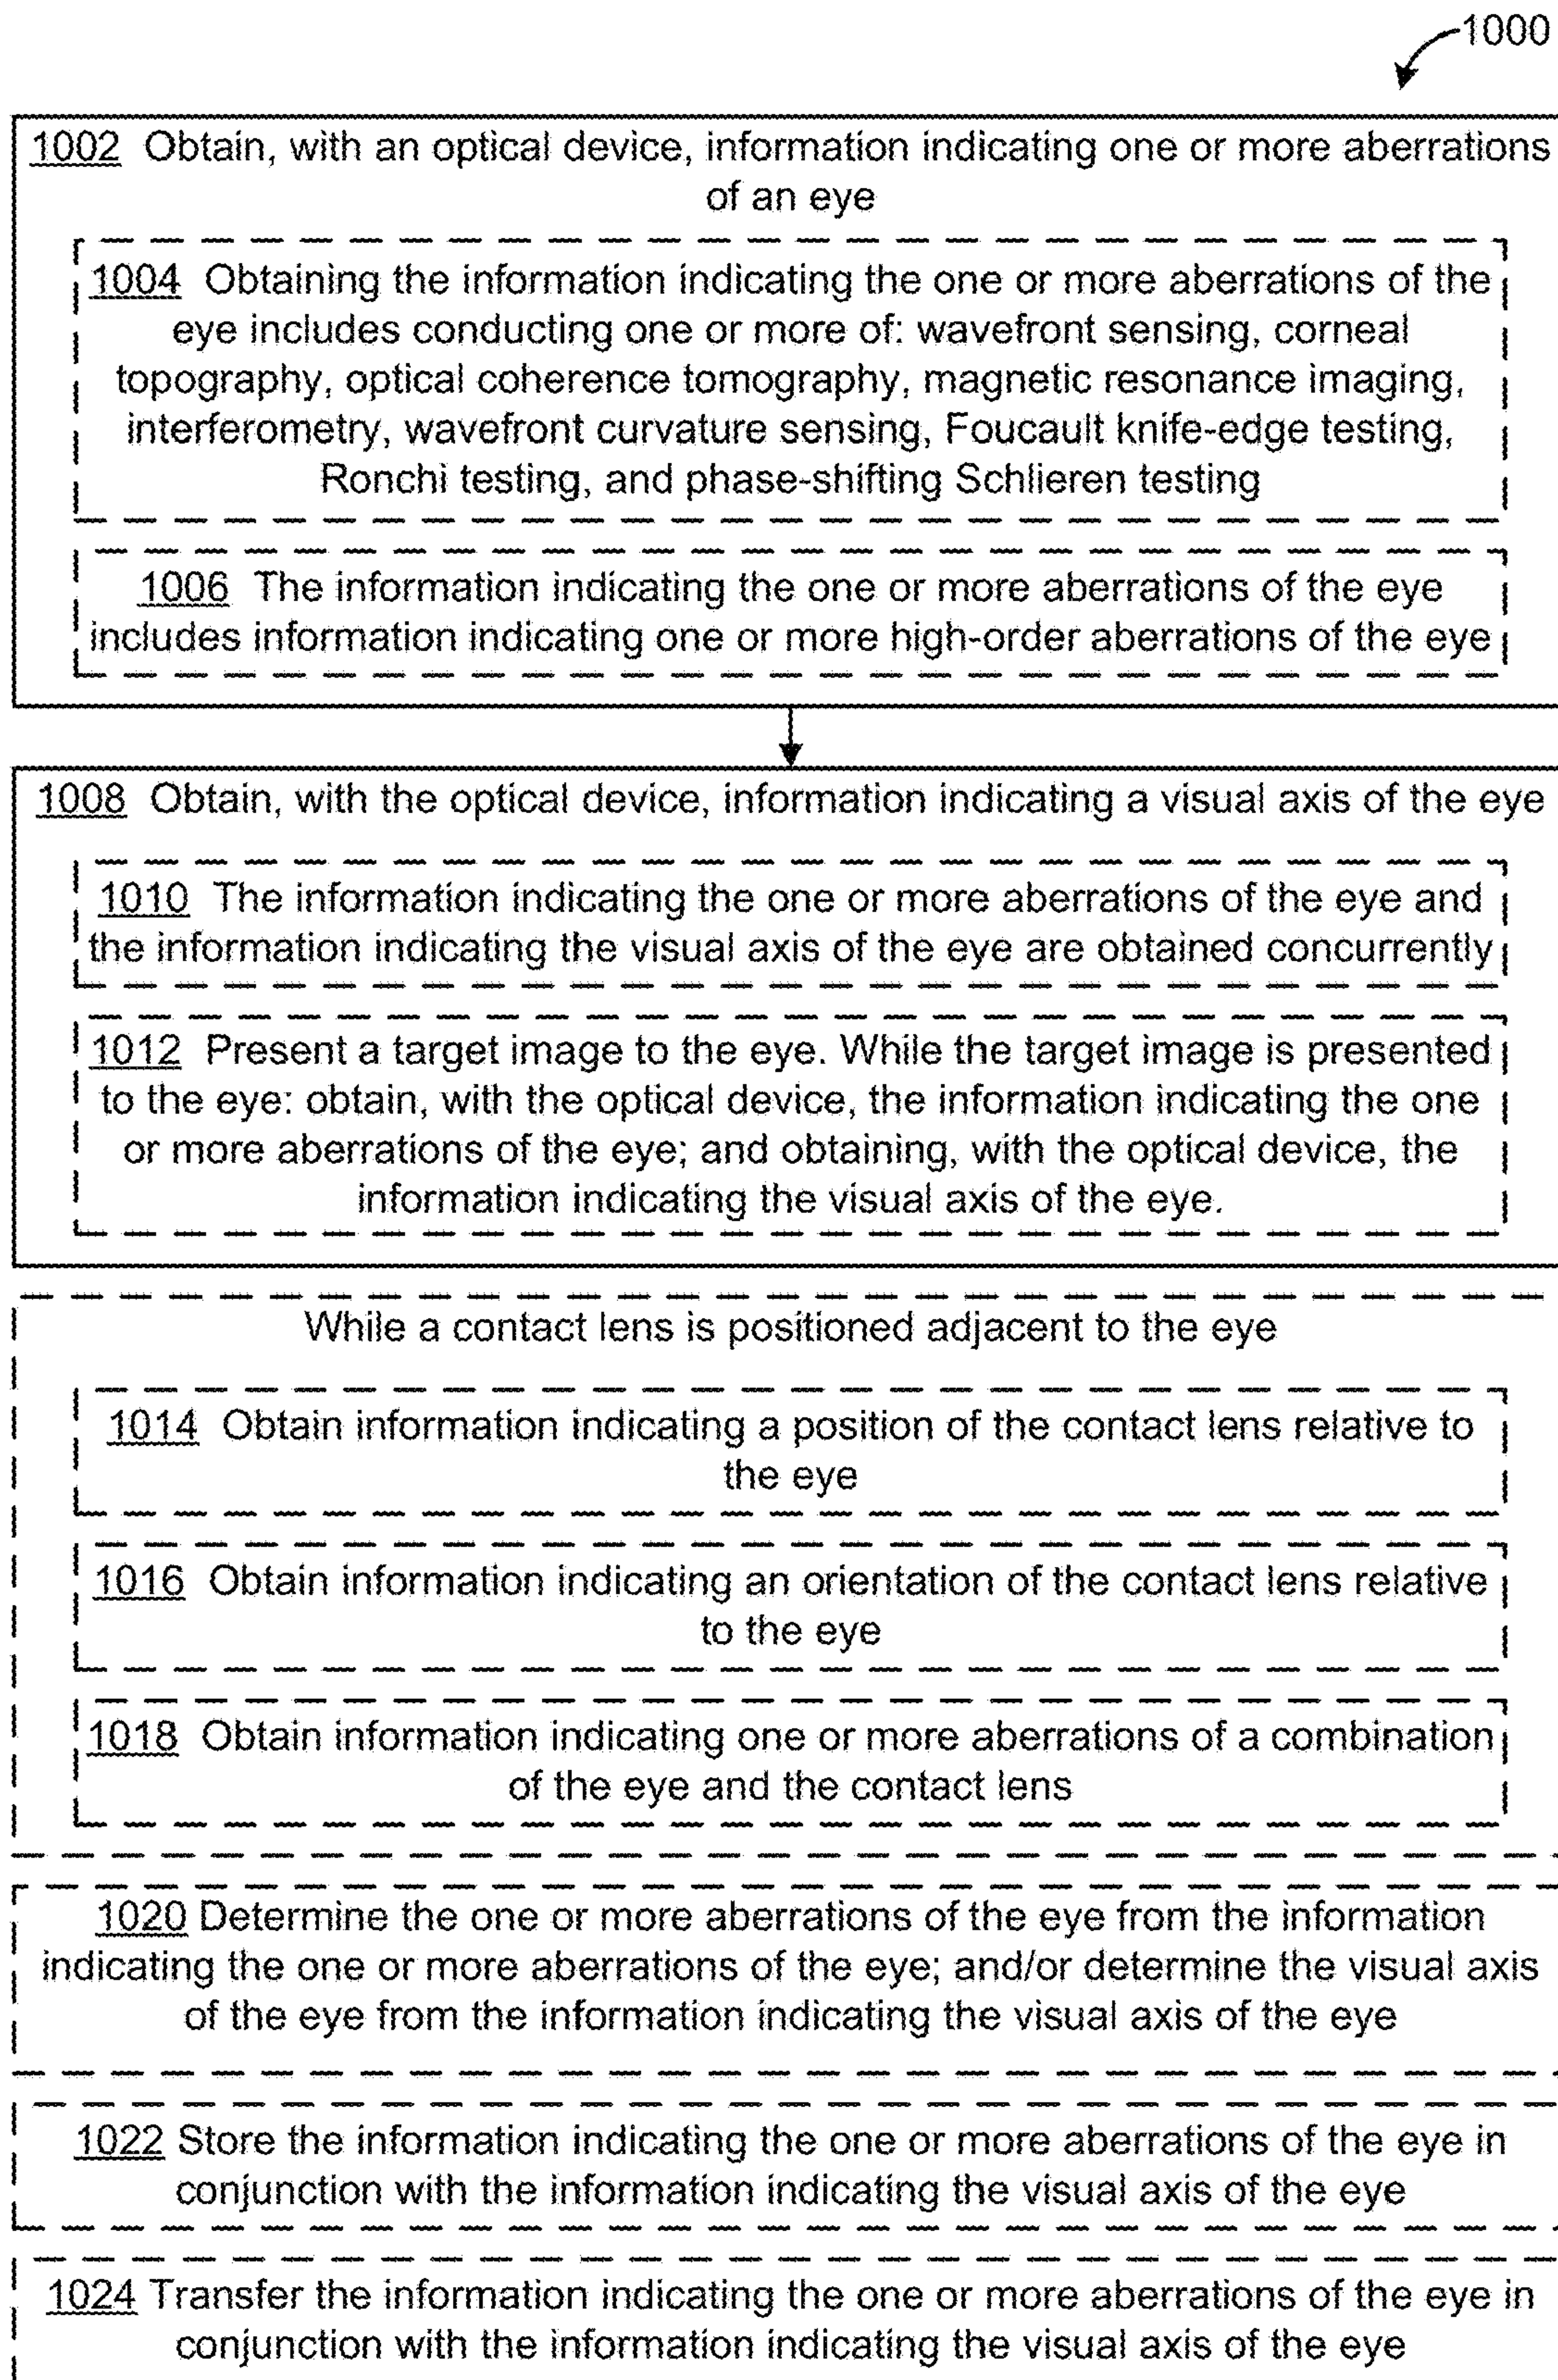 1000
1002 Obtain, with an optical device, information indicating one or more aberrations
of an eye
1004 Obtaining the information indicating the one or more aberrations of the
eye includes conducting one or more of: wavefront sensing, corneal
topography, optical coherence tomography, magnetic resonance imaging,
interferometry, wavefront curvature sensing, Foucault knife-edge testing,
Ronchi testing, and phase-shifting Schlieren testing
1006 The information indicating the one or more aberrations of the eye
includes information indicating one or more high-order aberrations of the eye
1008 Obtain, with the optical device, information indicating a visual axis of the eye
1010 The information indicating the one or more aberrations of the eye and
the information indicating the visual axis of the eye are obtained concurrently
1012 Present a target image to the eye. While the target image is presented
to the eye: obtain, with the optical device, the information indicating the one
or more aberrations of the eye; and obtaining, with the optical device, the
information indicating the visual axis of the eye.
While a contact lens is positioned adjacent to the eye
1014 Obtain information indicating a position of the contact lens relative to
the eye
1016 Obtain information indicating an orientation of the contact lens relative
to the eye
1018 Obtain information indicating one or more aberrations of a combination
of the eye and the contact lens
1020 Determine the one or more aberrations of the eye from the information
indicating the one or more aberrations of the eye; and/or determine the visual axis
of the eye from the information indicating the visual axis of the eye
1022 Store the information indicating the one or more aberrations of the eye in
conjunction with the information indicating the visual axis of the eye
1024 Transfer the information indicating the one or more aberrations of the eye in
conjunction with the information indicating the visual axis of the eye